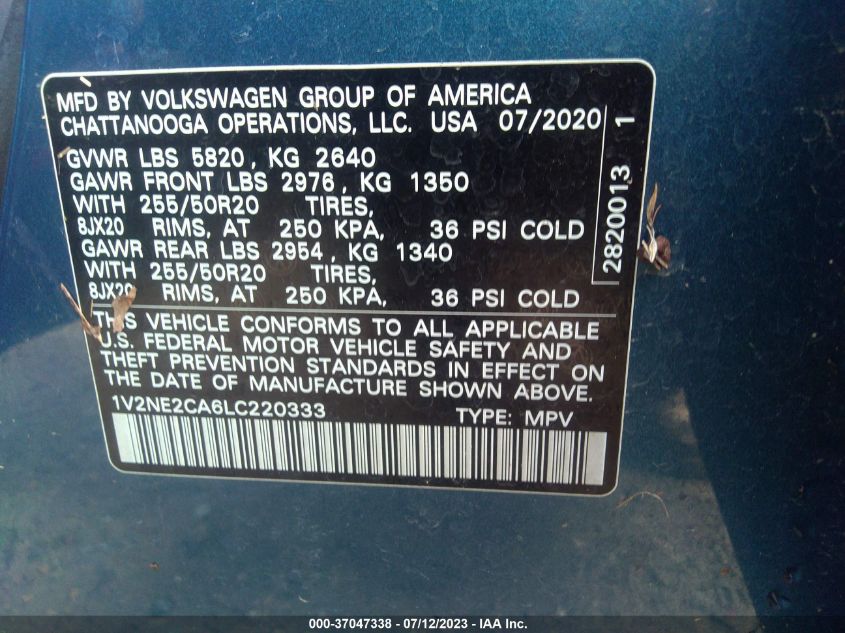 MFD BY VOLKSWAGEN GROUP OF AMERICA
CHATTANOOGA OPERATIONS, LLC. USA 07/2020
GVWR LBS 5820, KG 2640
GAWR FRONT LBS 2976, KG 1350
WITH 255/50R20 TIRES,
8JX20 RIMS, AT 250 KPA, 36 PSI COLD
GAWR REAR LBS 2954, KG 1340
WITH 255/50R20 TIRES,
8JX20 RIMS, AT 250 KPA, 36 PSI COLD
2820013 1
THIS VEHICLE CONFORMS TO ALL APPLICABLE
U.S. FEDERAL MOTOR VEHICLE SAFETY AND
THEFT PREVENTION STANDARDS IN EFFECT ON
THE DATE OF MANUFACTURE SHOWN ABOVE.
1V2NE2CA6LC220333 TYPE: MPV
000-37047338 - 07/12/2023 - IAA Inc.